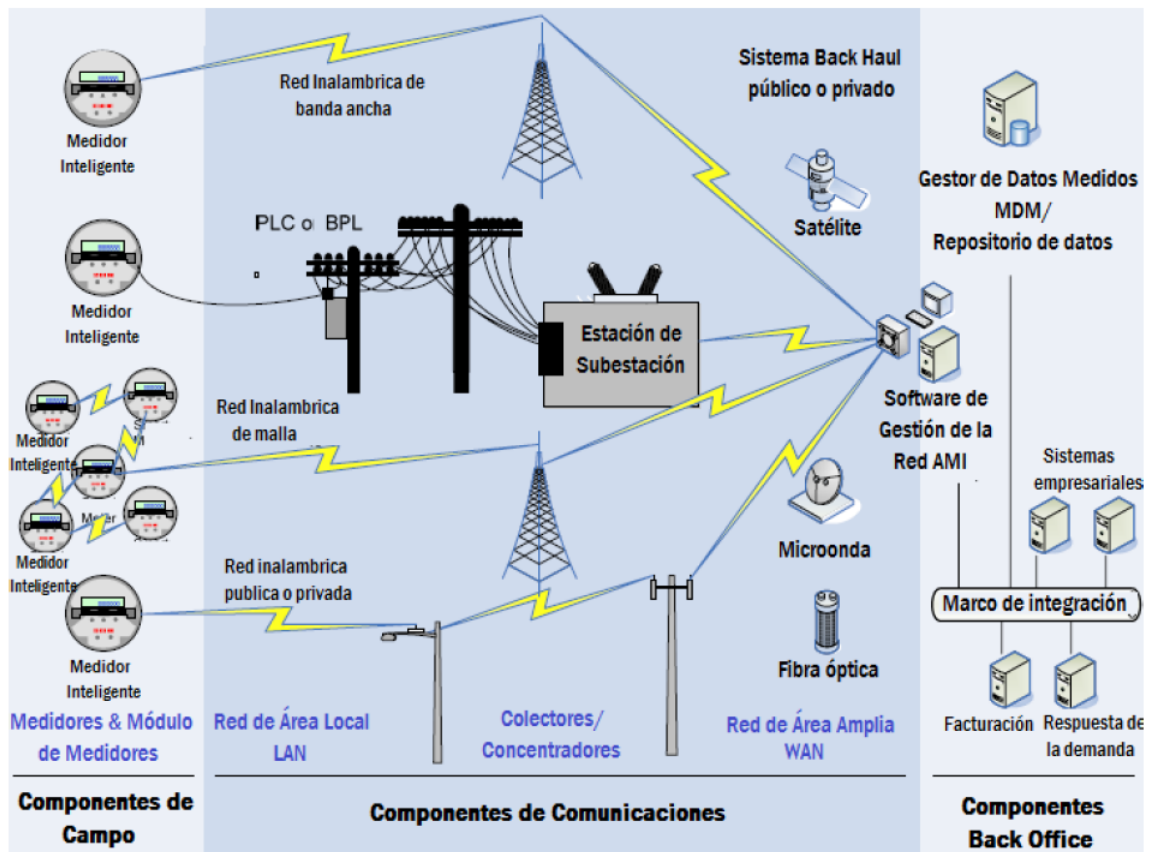 Red Inalambrica de
banda ancha
Sistema Back Haul
público o privado
Medidor
Inteligente
Gestor de Datos Medidos
MDM/
Repositorio de datos
Satélite
PLC o BPL
Medidor
Inteligente
Estación de
Subestación
Software de
Gestión de la
Red AMI
Red Inalambrica
de malla
Medidor
Inteligente
Medidor
Inteligente
Sistemas
empresariales
Microonda
Red inalambrica
publica o privada
Marco de integración
Medidor
Inteligente
Fibra óptica
Facturación
Respuesta de
la demanda
Medidores & Módulo
de Medidores
Red de Área Local
LAN
Colectores/
Concentradores
Red de Área Amplia
WAN
Componentes de
Campo
Componentes de Comunicaciones
Componentes
Back Office